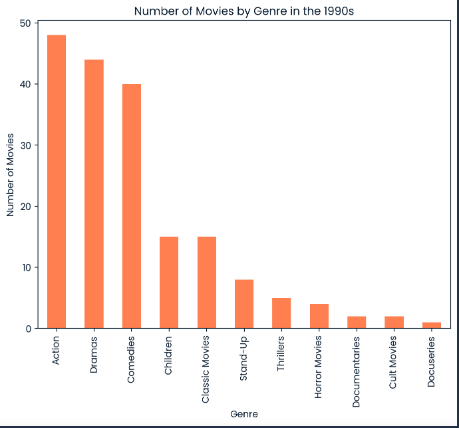 Number of Movies by Genre in the 1990s
50
40
30
20
10
0
Number of Movies
Action
Dramas
Comedies
Children
Classic Movies
Stand-Up
Thrillers
Horror Movies
Documentaries
Cult Movies
Docuseries
Genre